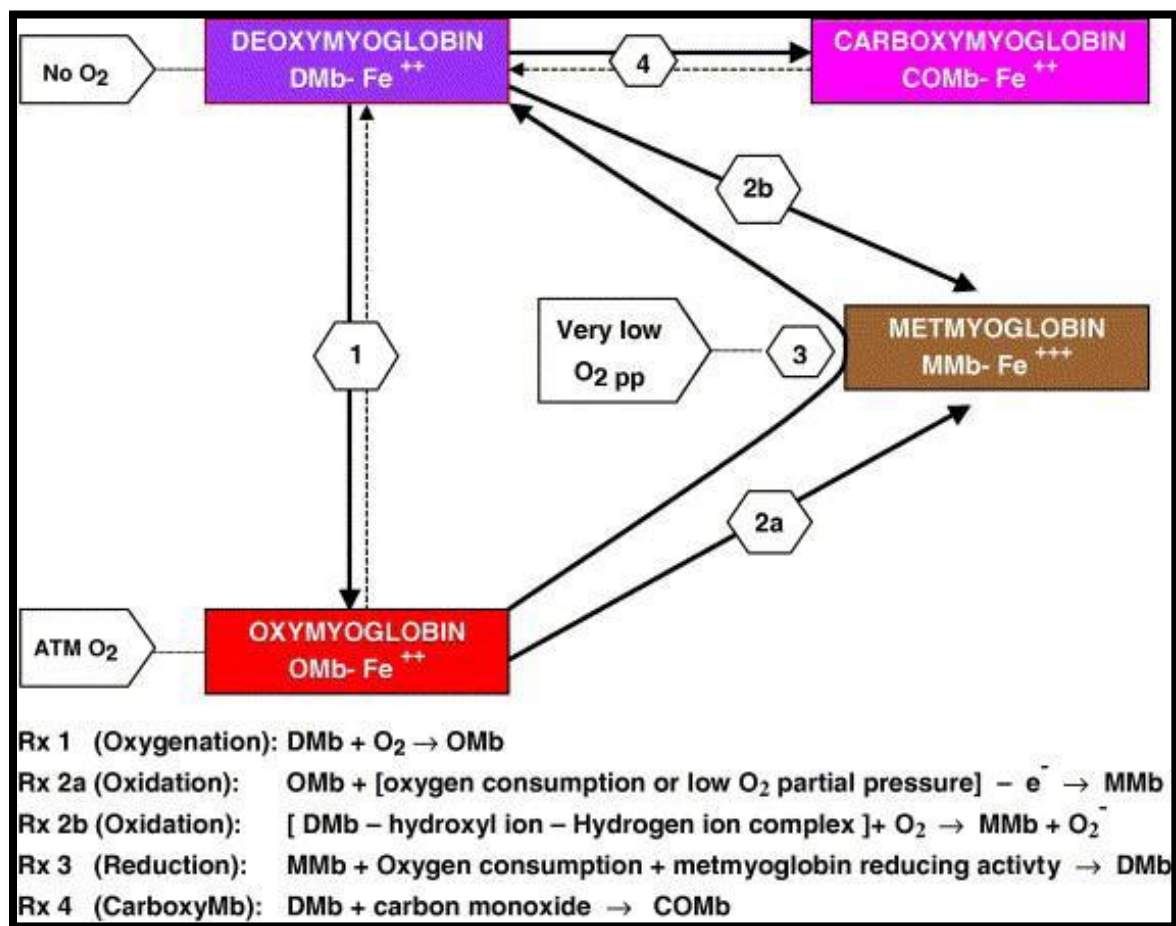 DEOXYMYOGLOBIN
DMb- Fe ++
CARBOXYMYOGLOBIN
COMb- Fe ++
No O2
4
2b
1
Very low
O2 pp
3
METMYOGLOBIN
MMb- Fe +++
2a
ATM O2
OXYMYOGLOBIN
OMb- Fe ++
Rx 1 (Oxygenation): DMb + O2 → OMb
Rx 2a (Oxidation): OMb + [oxygen consumption or low O2 partial pressure] – e- → MMb
Rx 2b (Oxidation): [ DMb – hydroxyl ion – Hydrogen ion complex ]+ O2 → MMb + O2-
Rx 3 (Reduction): MMb + Oxygen consumption + metmyoglobin reducing activty → DMb
Rx 4 (CarboxyMb): DMb + carbon monoxide → COMb